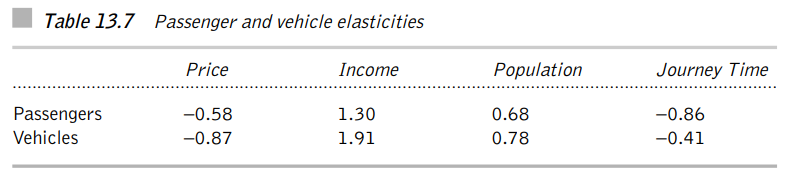 Table 13.7 Passenger and vehicle elasticities
Price Income Population Journey Time
Passengers −0.58 1.30 0.68 −0.86
Vehicles −0.87 1.91 0.78 −0.41